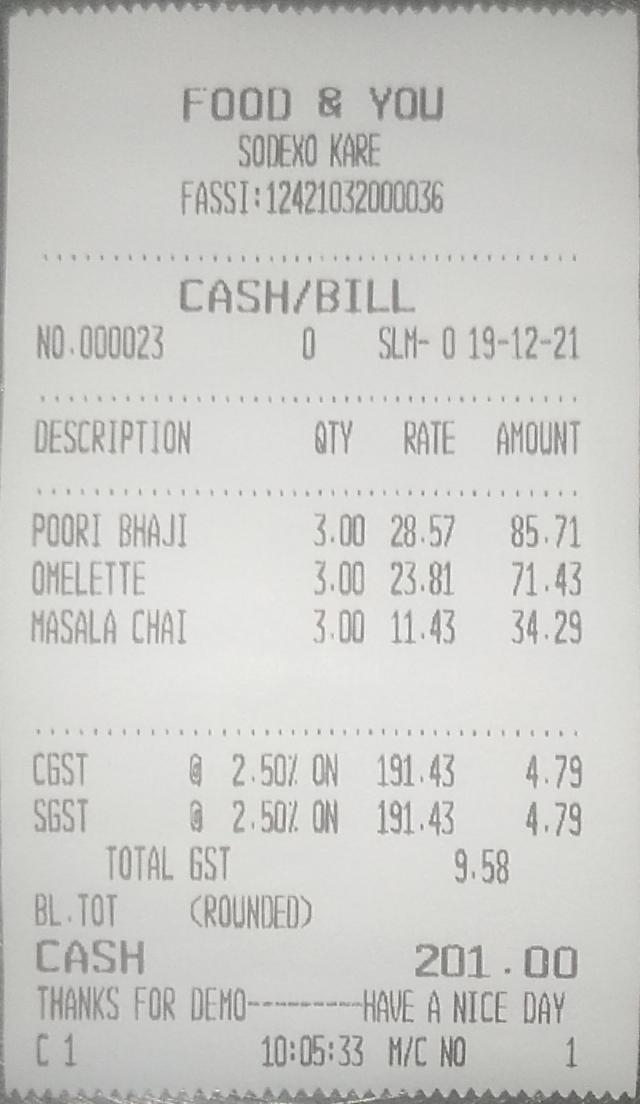 FOOD & YOU
SODEXO KARE
FASSI:12421032000036
CASH/BILL
NO.000023 0 SLM- 0 19-12-21
DESCRIPTION QTY RATE AMOUNT
POORI BHAJI 3.00 28.57 85.71
OMELETTE 3.00 23.81 71.43
MASALA CHAI 3.00 11.43 34.29
CGST @ 2.50% ON 191.43 4.79
SGST @ 2.50% ON 191.43 4.79
TOTAL GST 9.58
BL.TOT (ROUNDED)
CASH 201.00
THANKS FOR DEMO---------HAVE A NICE DAY
C 1 10:05:33 M/C NO 1